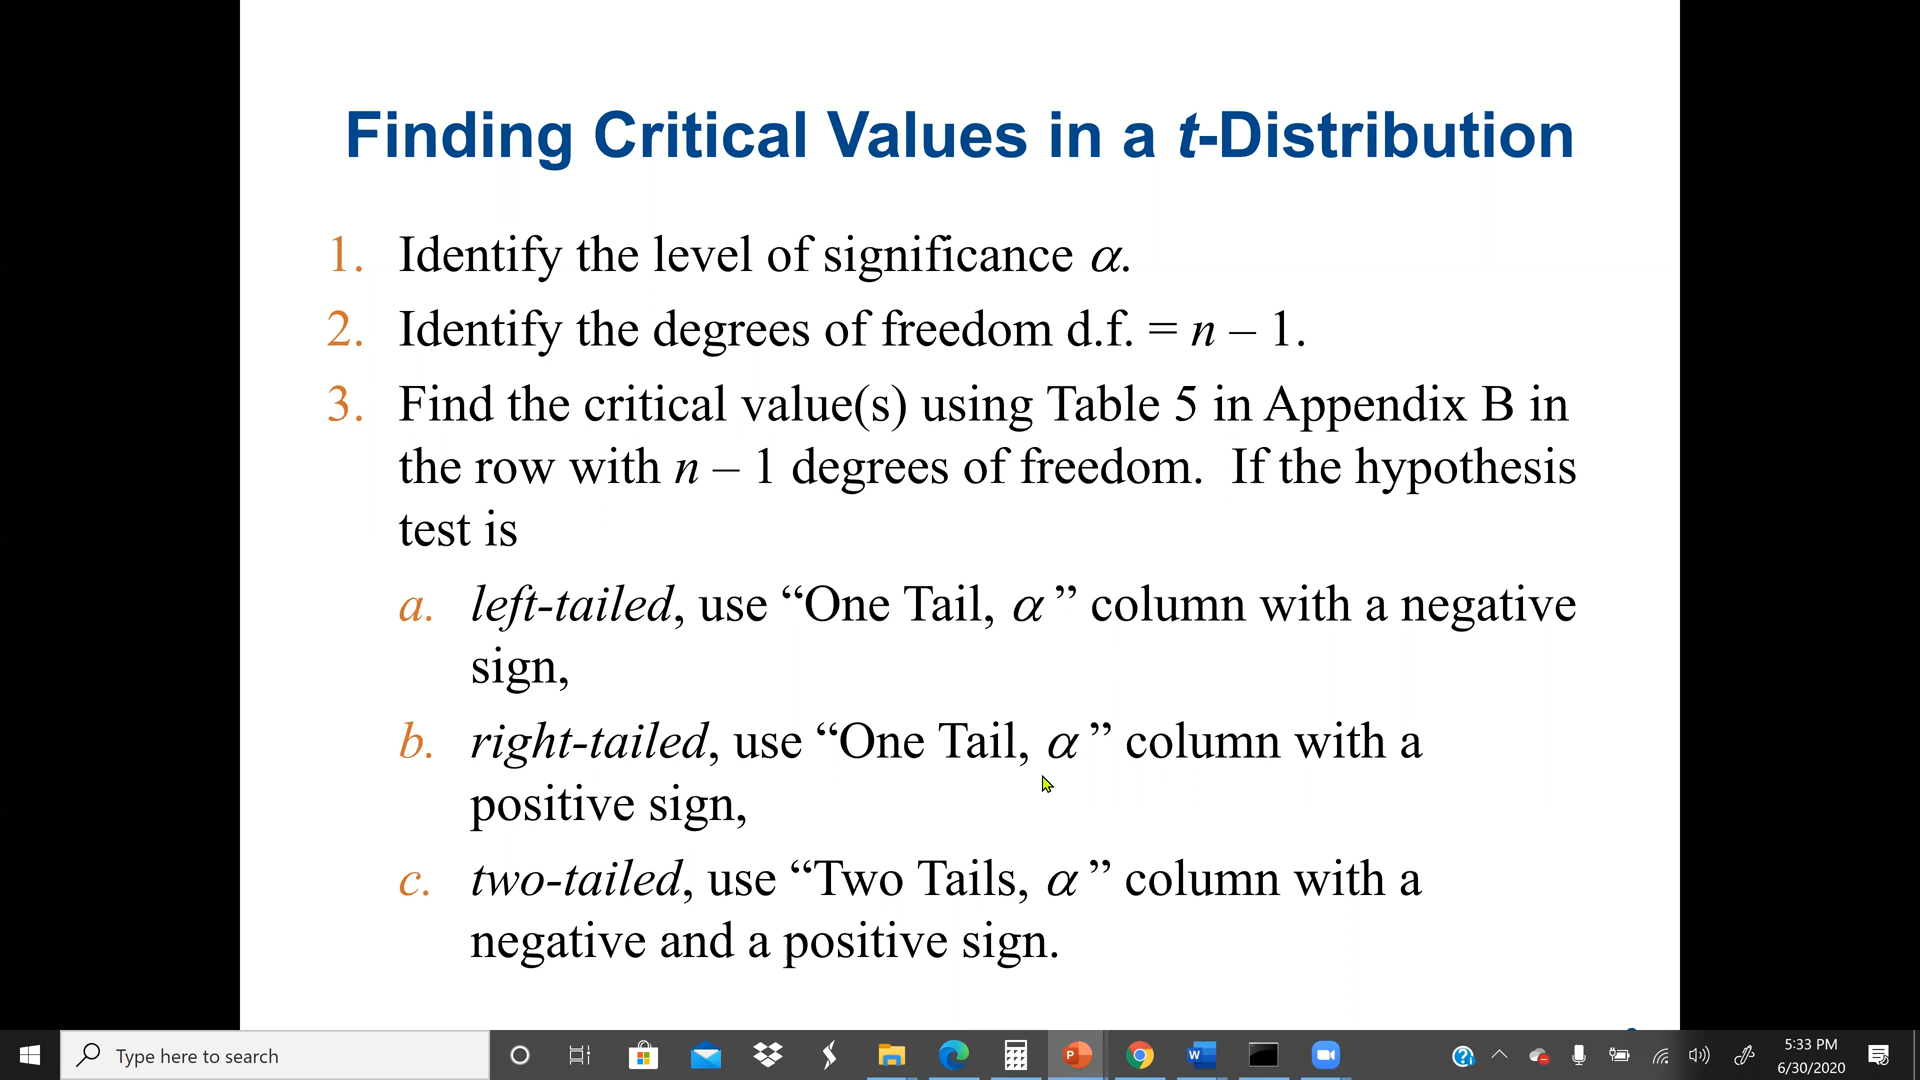 Finding Critical Values in a t-Distribution
1. Identify the level of significance α.
2. Identify the degrees of freedom d.f. = n – 1.
3. Find the critical value(s) using Table 5 in Appendix B in
the row with n – 1 degrees of freedom. If the hypothesis
test is
a. left-tailed, use “One Tail, α ” column with a negative
sign,
b. right-tailed, use “One Tail, α ” column with a
positive sign,
c. two-tailed, use “Two Tails, α ” column with a
negative and a positive sign.
Type here to search
5:33 PM
6/30/2020